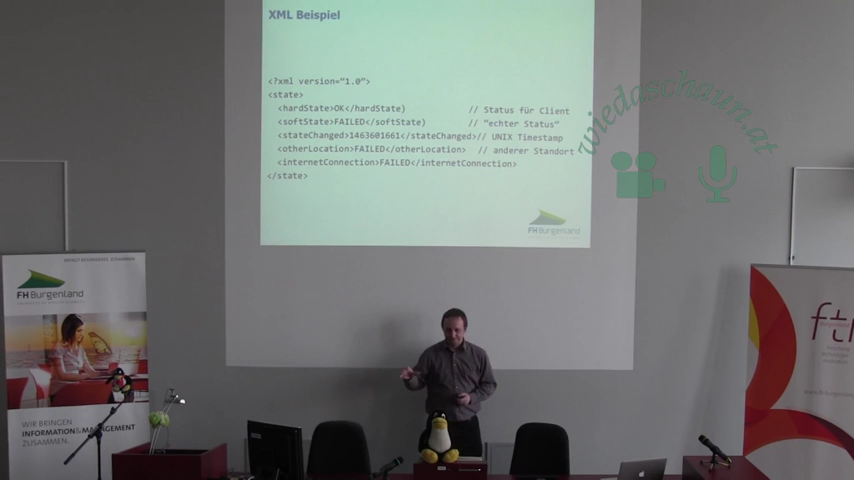 XML Beispiel
<?xml version="1.0">
<state>
<hardState>OK</hardState} // Status für Client
<softState>FAILED</softState) // "echter Status"
<stateChanged>1463601661</stateChanged>// UNIX Timestamp
<otherLocation>FAILED</otherLocation> // anderer Standort
<internetConnection>FAILED</internetConnection>
</state>
FH Burgenland
wiedaschaun.at
FH Burgenland
WIR BRINGEN
INFORMATION&MANAGEMENT
ZUSAMMEN.